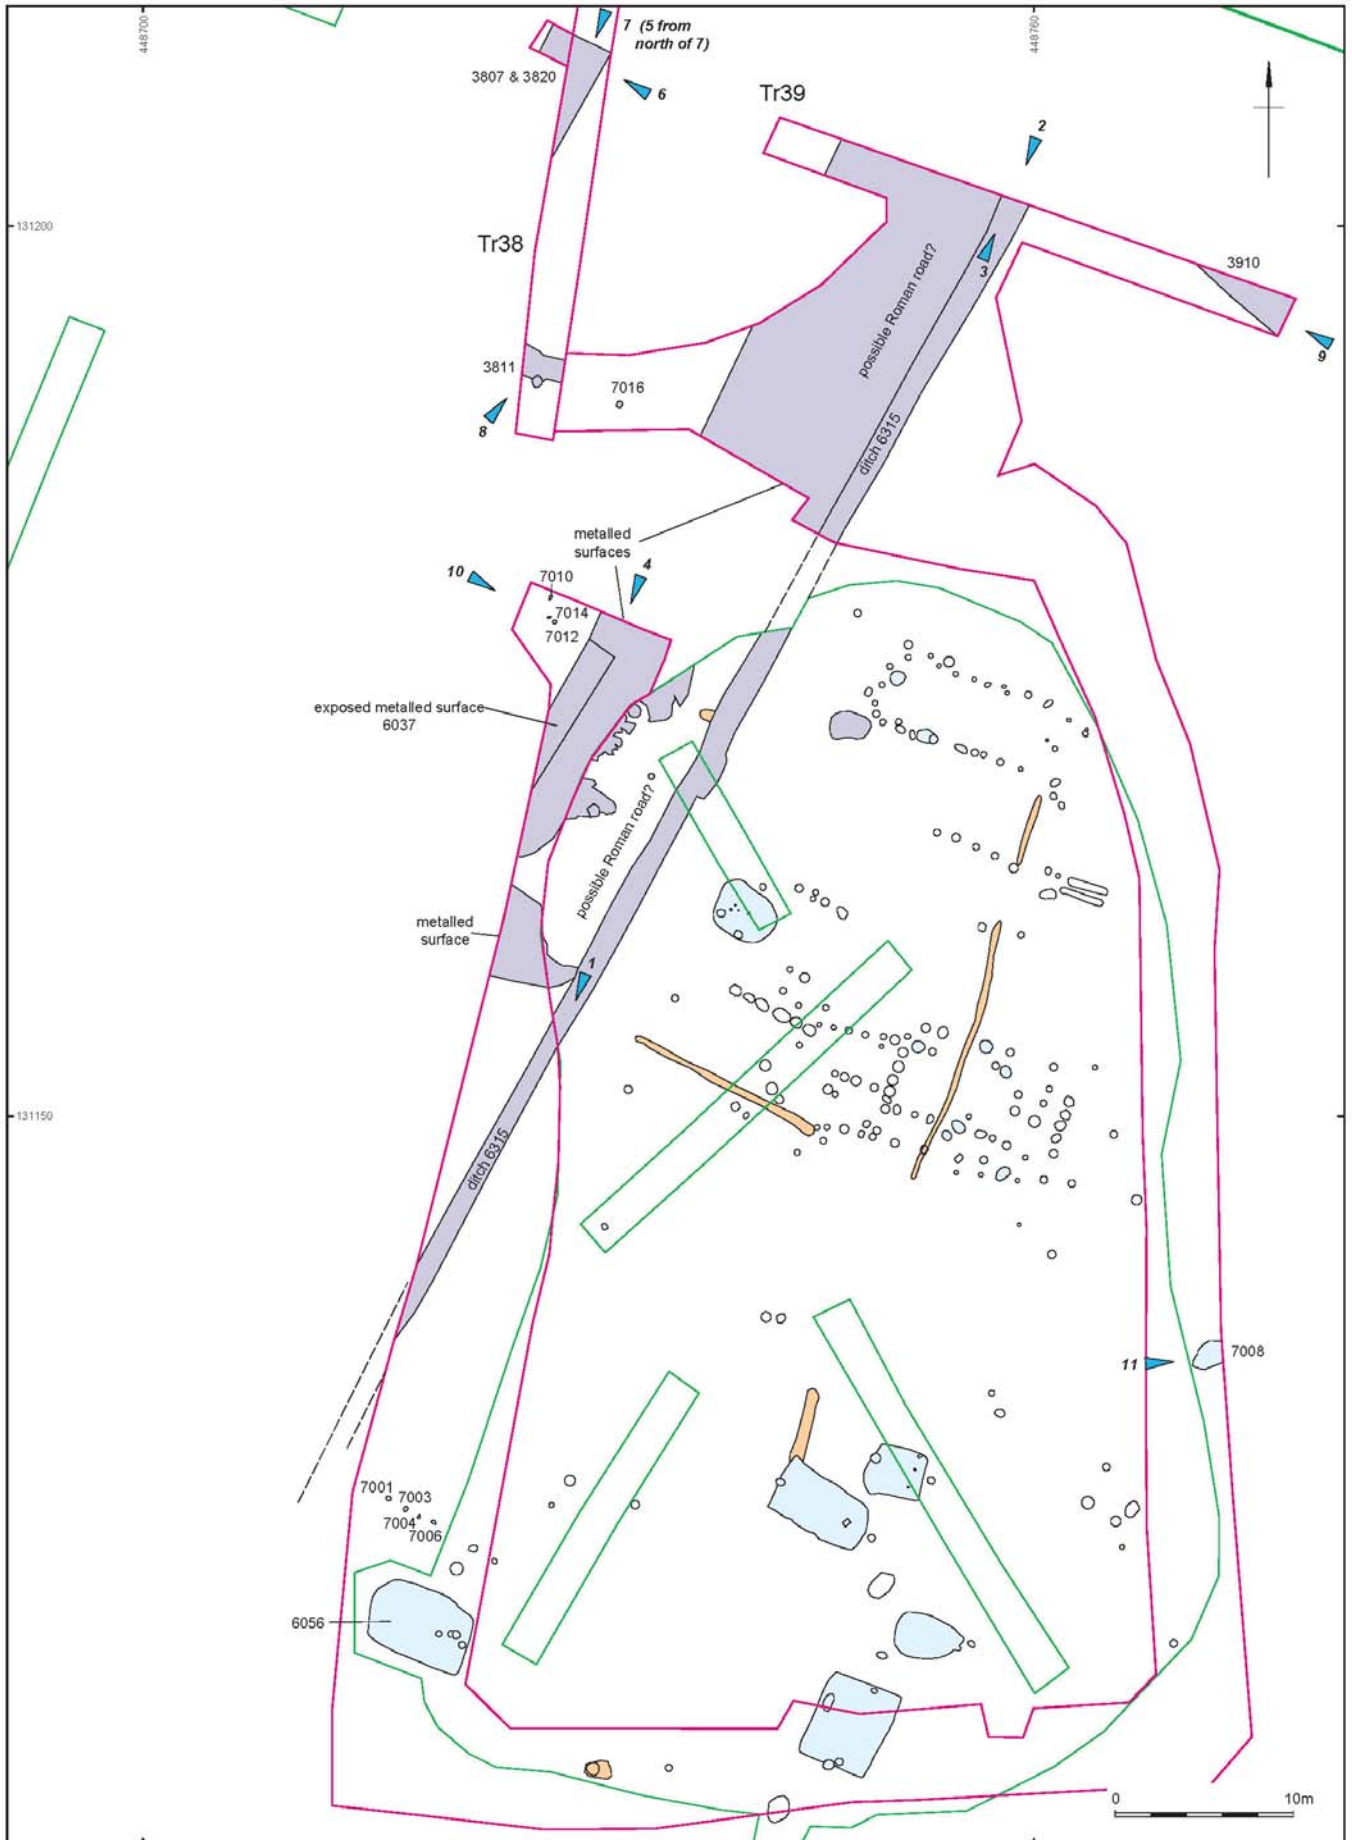 448700
448760
7 (5 from
north of 7)
3807 & 3820
6
Tr39
2
131200
Tr38
3
3910
possible Roman road?
9
3811
7016
8
ditch 6315
metalled
surfaces
10
7010
4
7014
7012
exposed metalled surface
6037
possible Roman road?
metalled
surface
1
131150
ditch 6315
11
7008
7001
7003
7004
7006
6056
0
10m